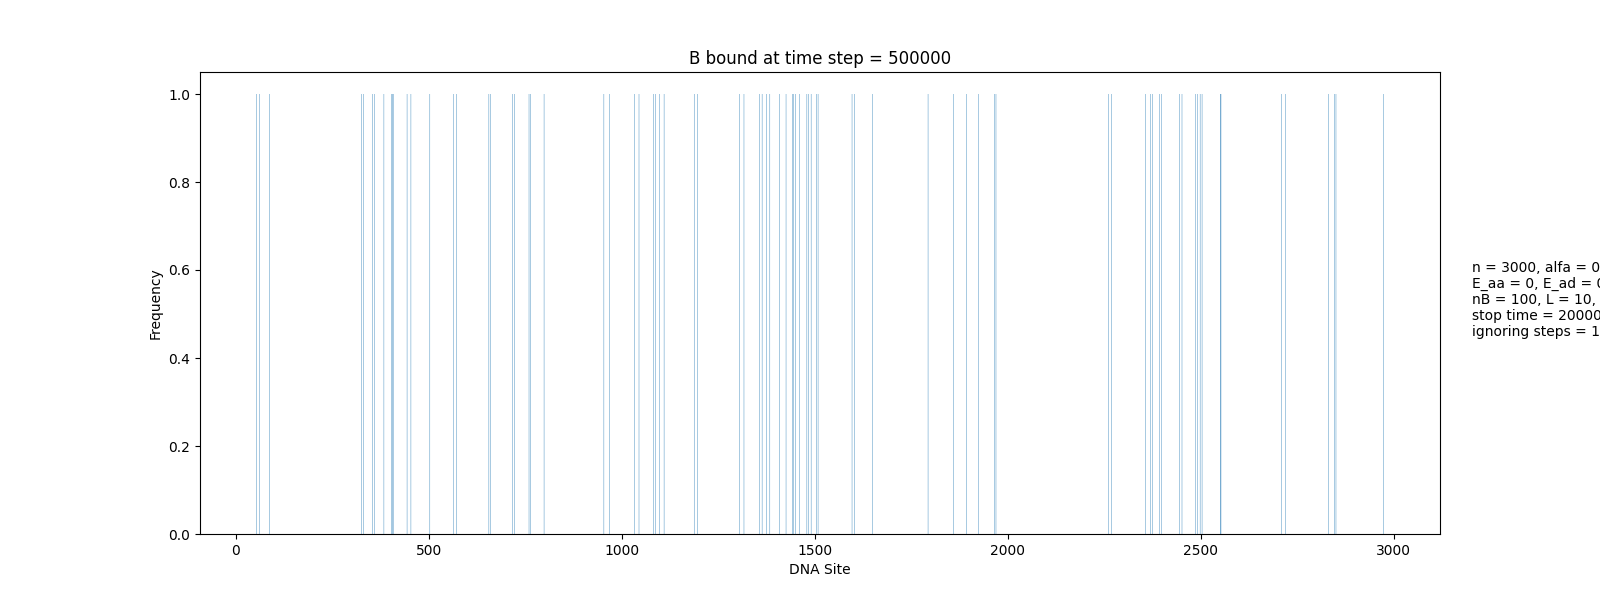 B bound at time step = 500000
1.0
0.8
0.6
0.4
0.2
0.0
Frequency
0 500 1000 1500 2000 2500 3000
DNA Site
n = 3000, alfa = 0
E_aa = 0, E_ad = 0
nB = 100, L = 10,
stop time = 20000
ignoring steps = 1